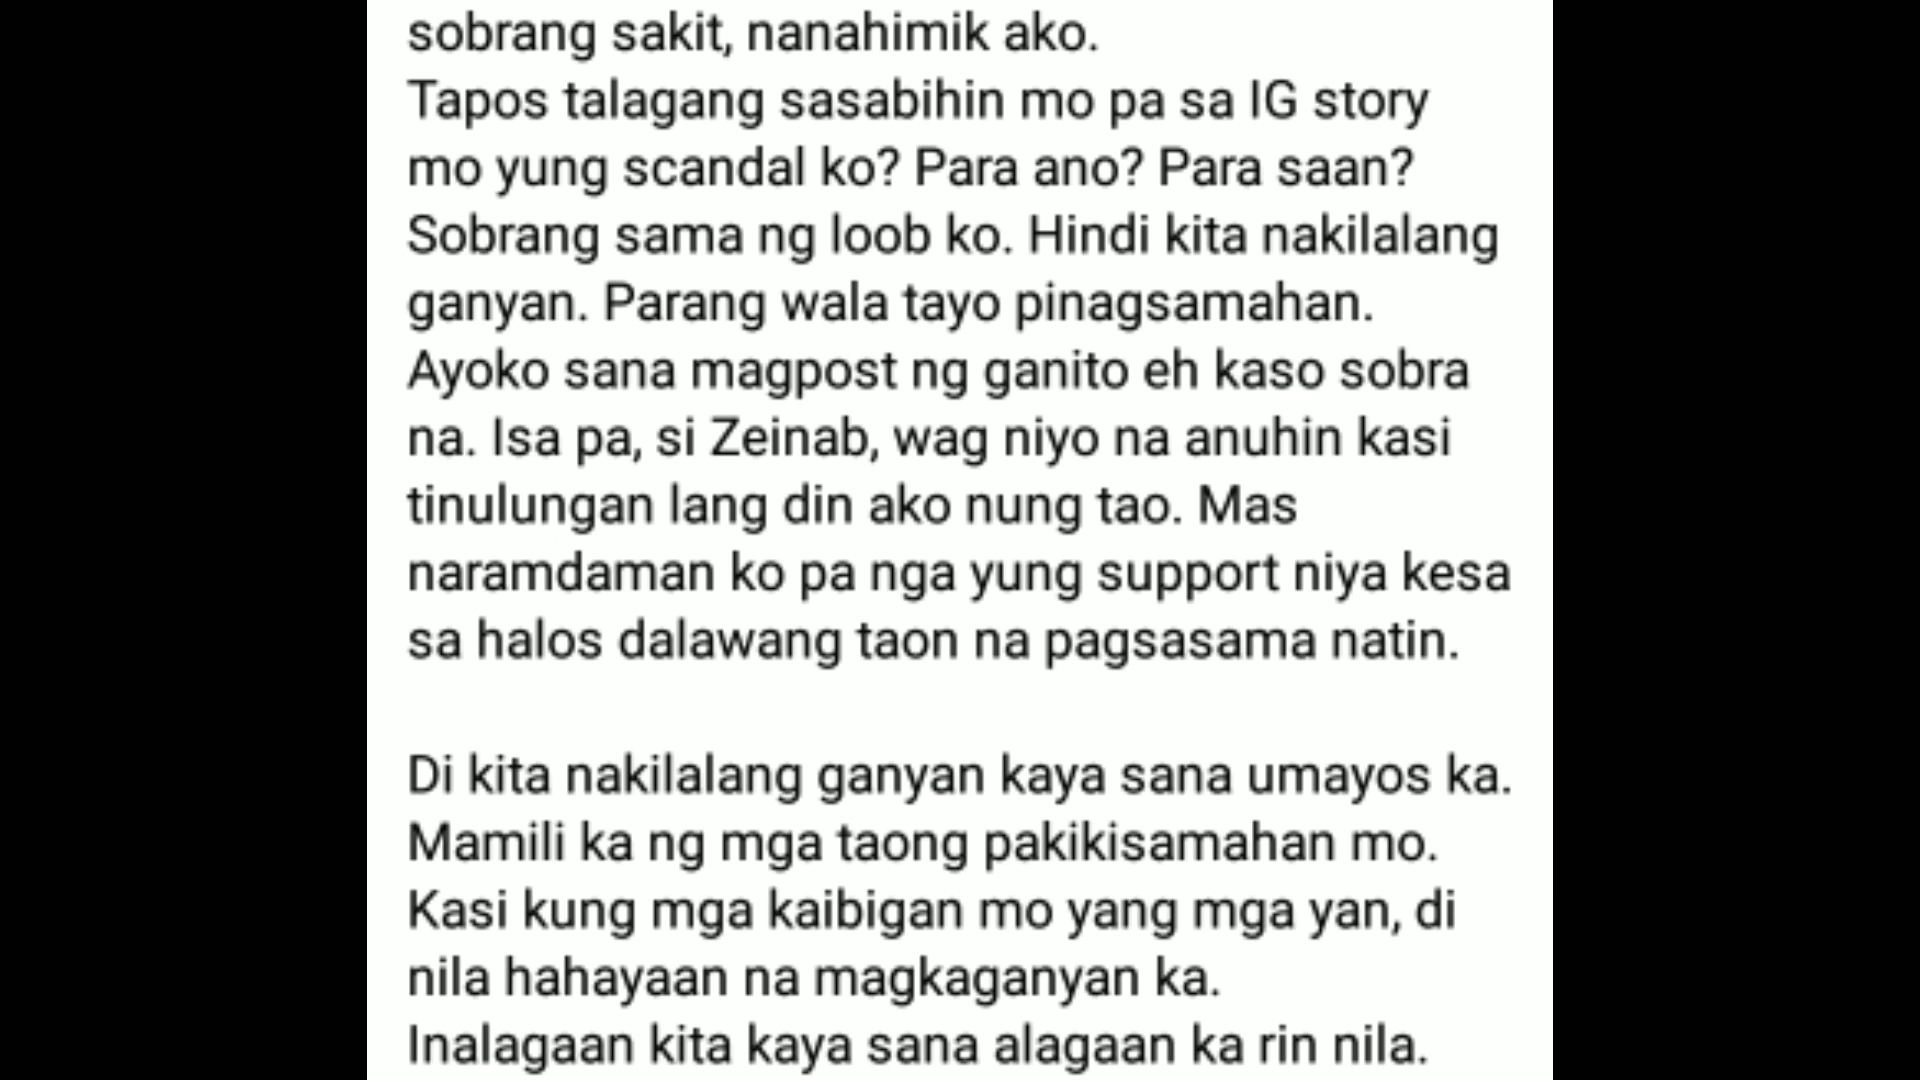 sobrang sakit, nanahimik ako.
Tapos talagang sasabihin mo pa sa IG story
mo yung scandal ko? Para ano? Para saan?
Sobrang sama ng loob ko. Hindi kita nakilalang
ganyan. Parang wala tayo pinagsamahan.
Ayoko sana magpost ng ganito eh kaso sobra
na. Isa pa, si Zeinab, wag niyo na anuhin kasi
tinulungan lang din ako nung tao. Mas
naramdaman ko pa nga yung support niya kesa
sa halos dalawang taon na pagsasama natin.
Di kita nakilalang ganyan kaya sana umayos ka.
Mamili ka ng mga taong pakikisamahan mo.
Kasi kung mga kaibigan mo yang mga yan, di
nila hahayaan na magkaganyan ka.
Inalagaan kita kaya sana alagaan ka rin nila.